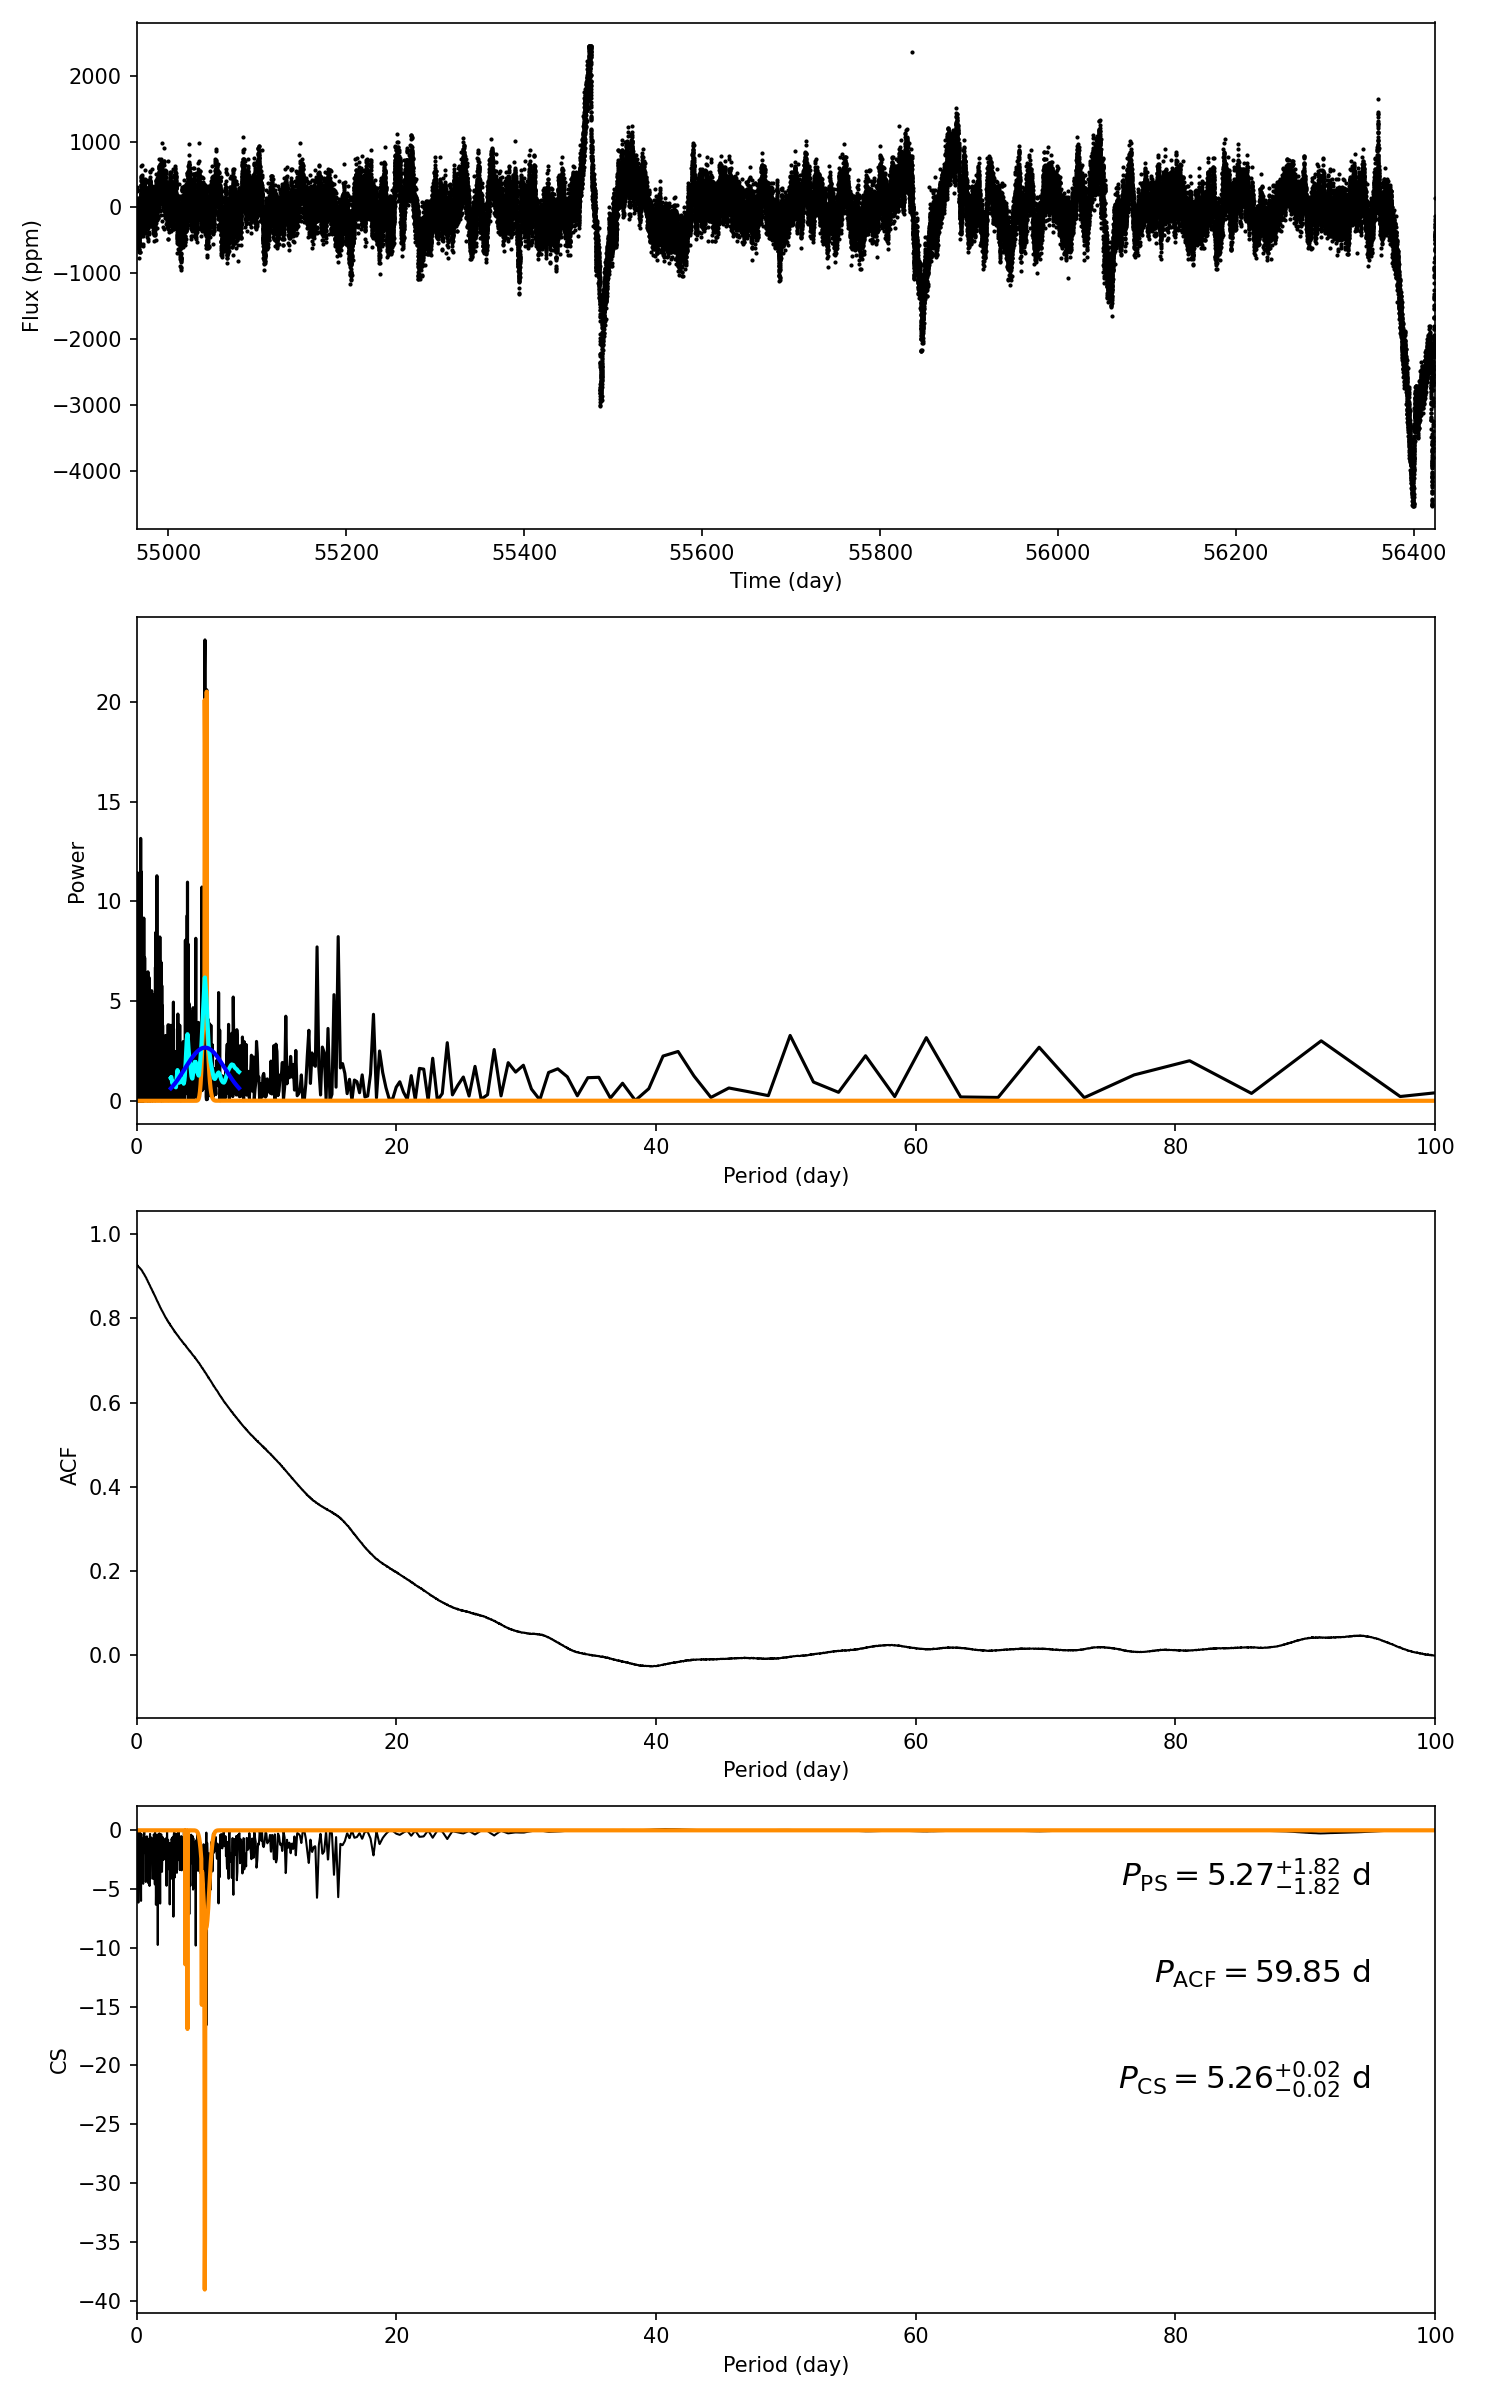 2000
1000
0
−1000
−2000
−3000
−4000
Flux (ppm)
55000 55200 55400 55600 55800 56000 56200 56400
Time (day)
20
15
10
5
0
Power
0 20 40 60 80 100
Period (day)
1.0
0.8
0.6
0.4
0.2
0.0
ACF
0 20 40 60 80 100
Period (day)
0
−5
−10
−15
−20
−25
−30
−35
−40
CS
P_PS = 5.27^{+1.82}_{−1.82} d
P_ACF = 59.85 d
P_CS = 5.26^{+0.02}_{−0.02} d
0 20 40 60 80 100
Period (day)